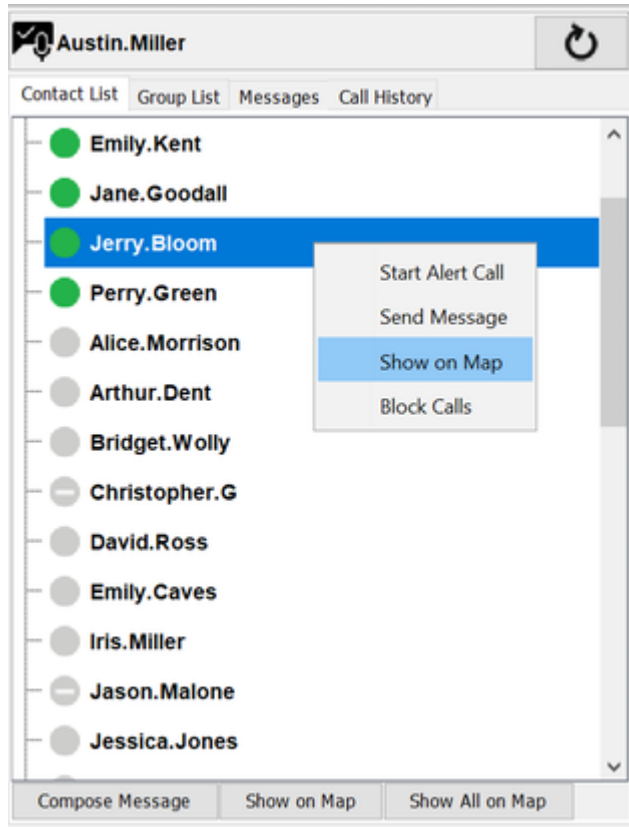 Austin.Miller
Contact List Group List Messages Call History
Emily.Kent
Jane.Goodall
Jerry.Bloom
Start Alert Call
Send Message
Show on Map
Block Calls
Perry.Green
Alice.Morrison
Arthur.Dent
Bridget.Wolly
Christopher.G
David.Ross
Emily.Caves
Iris.Miller
Jason.Malone
Jessica.Jones
Compose Message Show on Map Show All on Map